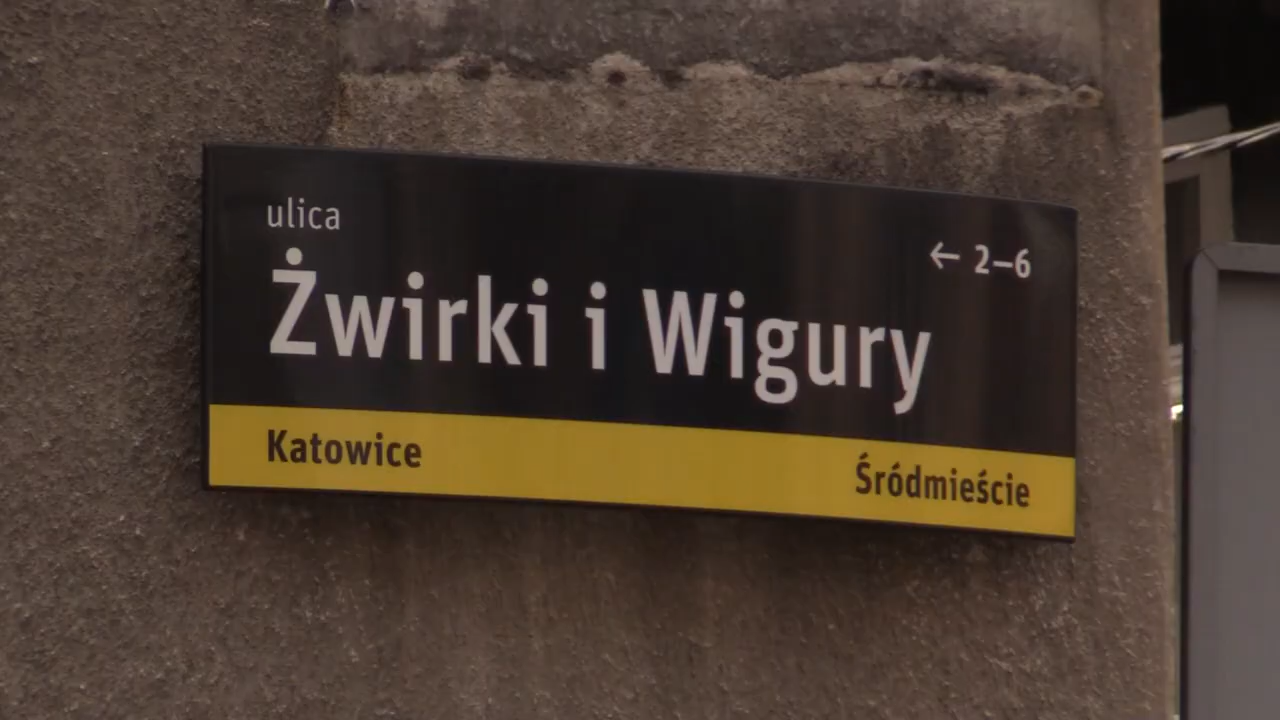 ulica
← 2–6
Żwirki i Wigury
Katowice
Śródmieście